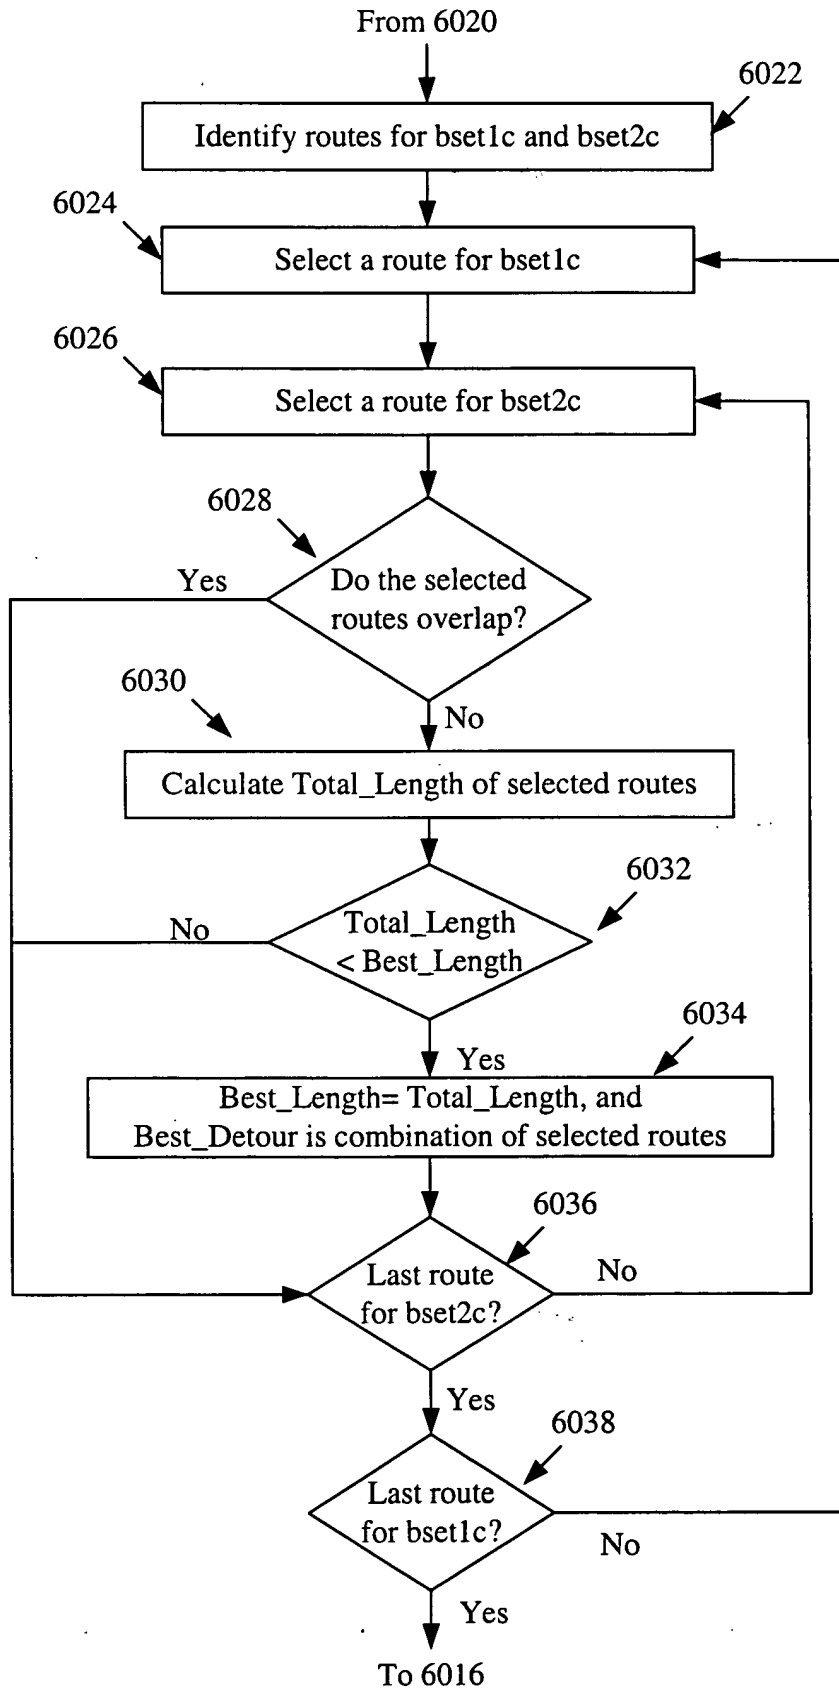 From 6020
6022
Identify routes for bset1c and bset2c
6024
Select a route for bset1c
6026
Select a route for bset2c
6028
Yes
Do the selected
routes overlap?
6030
No
Calculate Total_Length of selected routes
6032
Total_Length
< Best_Length
No
6034
Yes
Best_Length= Total_Length, and
Best_Detour is combination of selected routes
6036
Last route
for bset2c?
No
Yes
6038
Last route
for bset1c?
No
Yes
To 6016